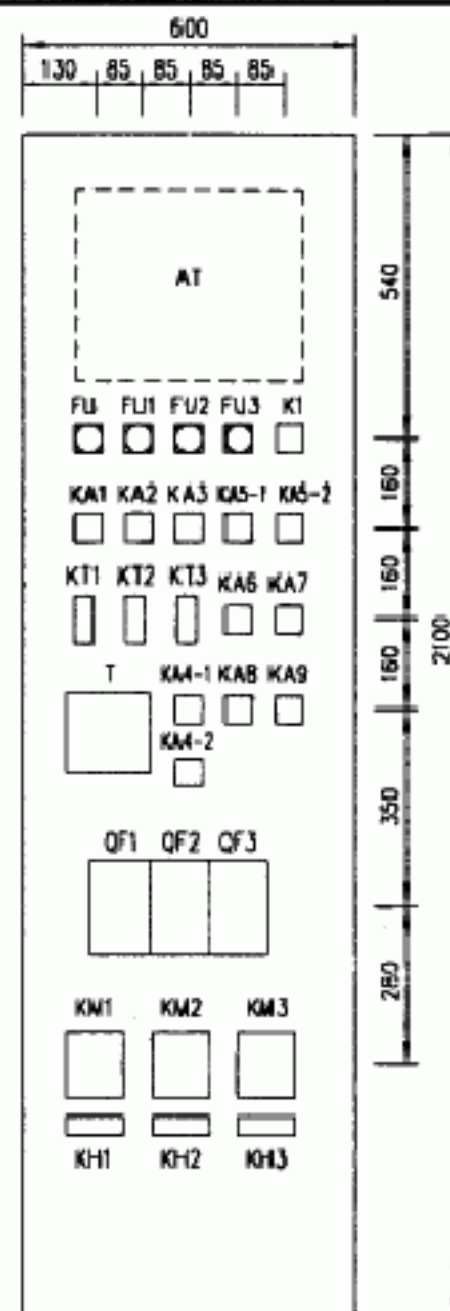 600
130 85 85 85 85
AT
540
FU FU1 FU2 FU3 K1
160
KA1 KA2 KA3 KA5-1 KA5-2
160
KT1 KT2 KT3 KA6 KA7
2100
160
T KA4-1 KA8 KA9
KA4-2
350
QF1 QF2 QF3
280
KM1 KM2 KM3
KH1 KH2 KH3